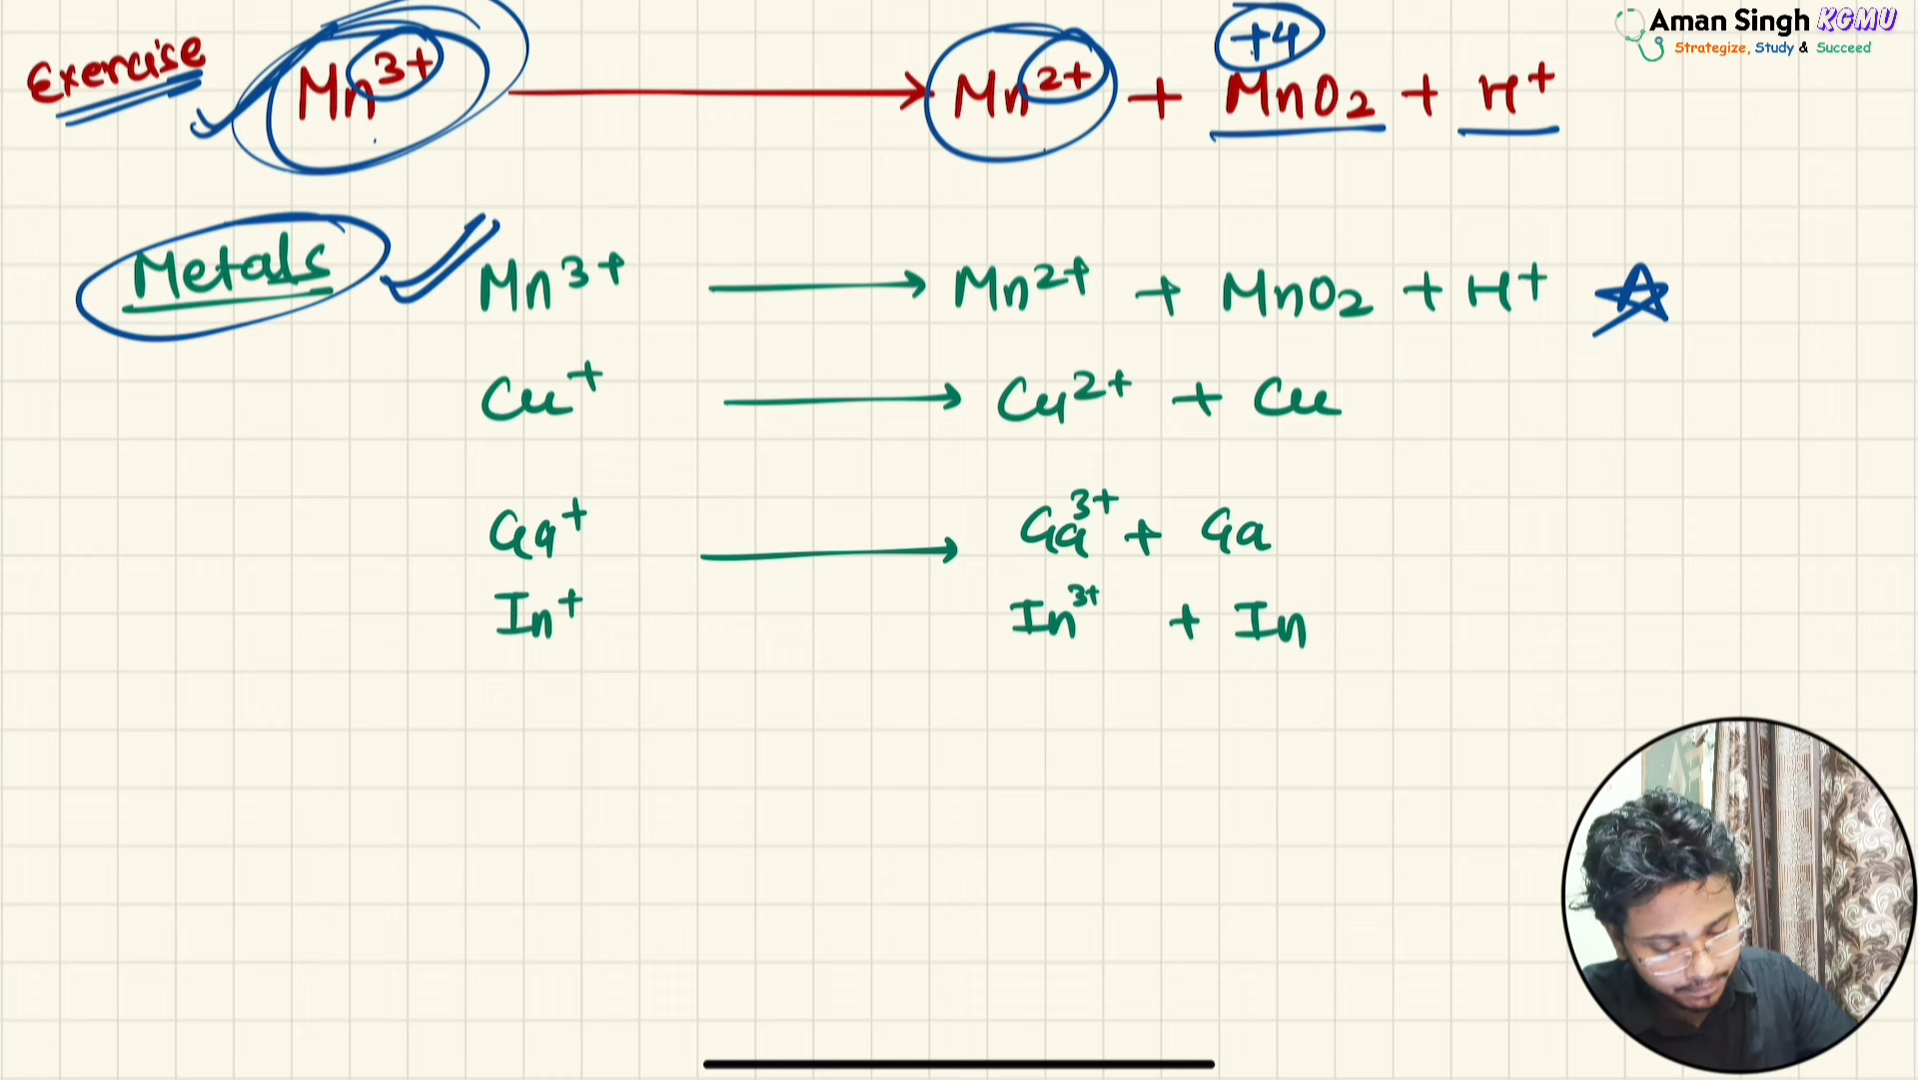 Aman Singh KGMU
Strategize, Study & Succeed
+4
Exercise Mn³⁺ → Mn²⁺ + MnO₂ + H⁺
Metals Mn³⁺ → Mn²⁺ + MnO₂ + H⁺
Cu⁺ → Cu²⁺ + Cu
Ga⁺ → Ga³⁺ + Ga
In⁺ In³⁺ + In